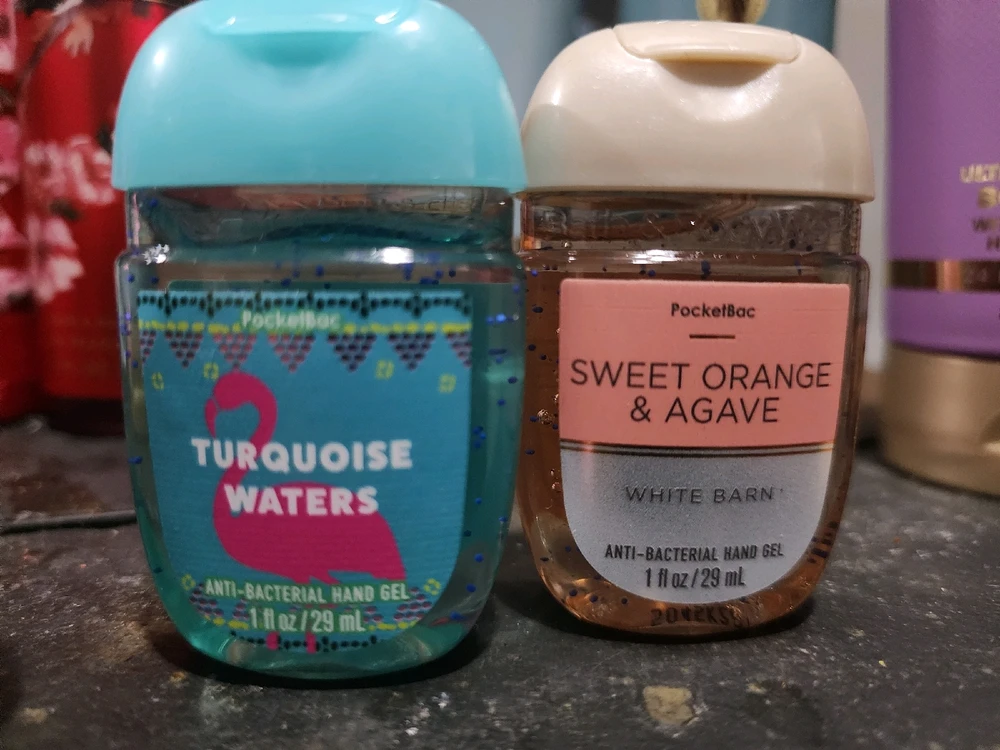 PocketBac
TURQUOISE
WATERS
ANTI-BACTERIAL HAND GEL
1 fl oz / 29 mL
PocketBac
SWEET ORANGE
& AGAVE
WHITE BARN
ANTI-BACTERIAL HAND GEL
1 fl oz / 29 mL